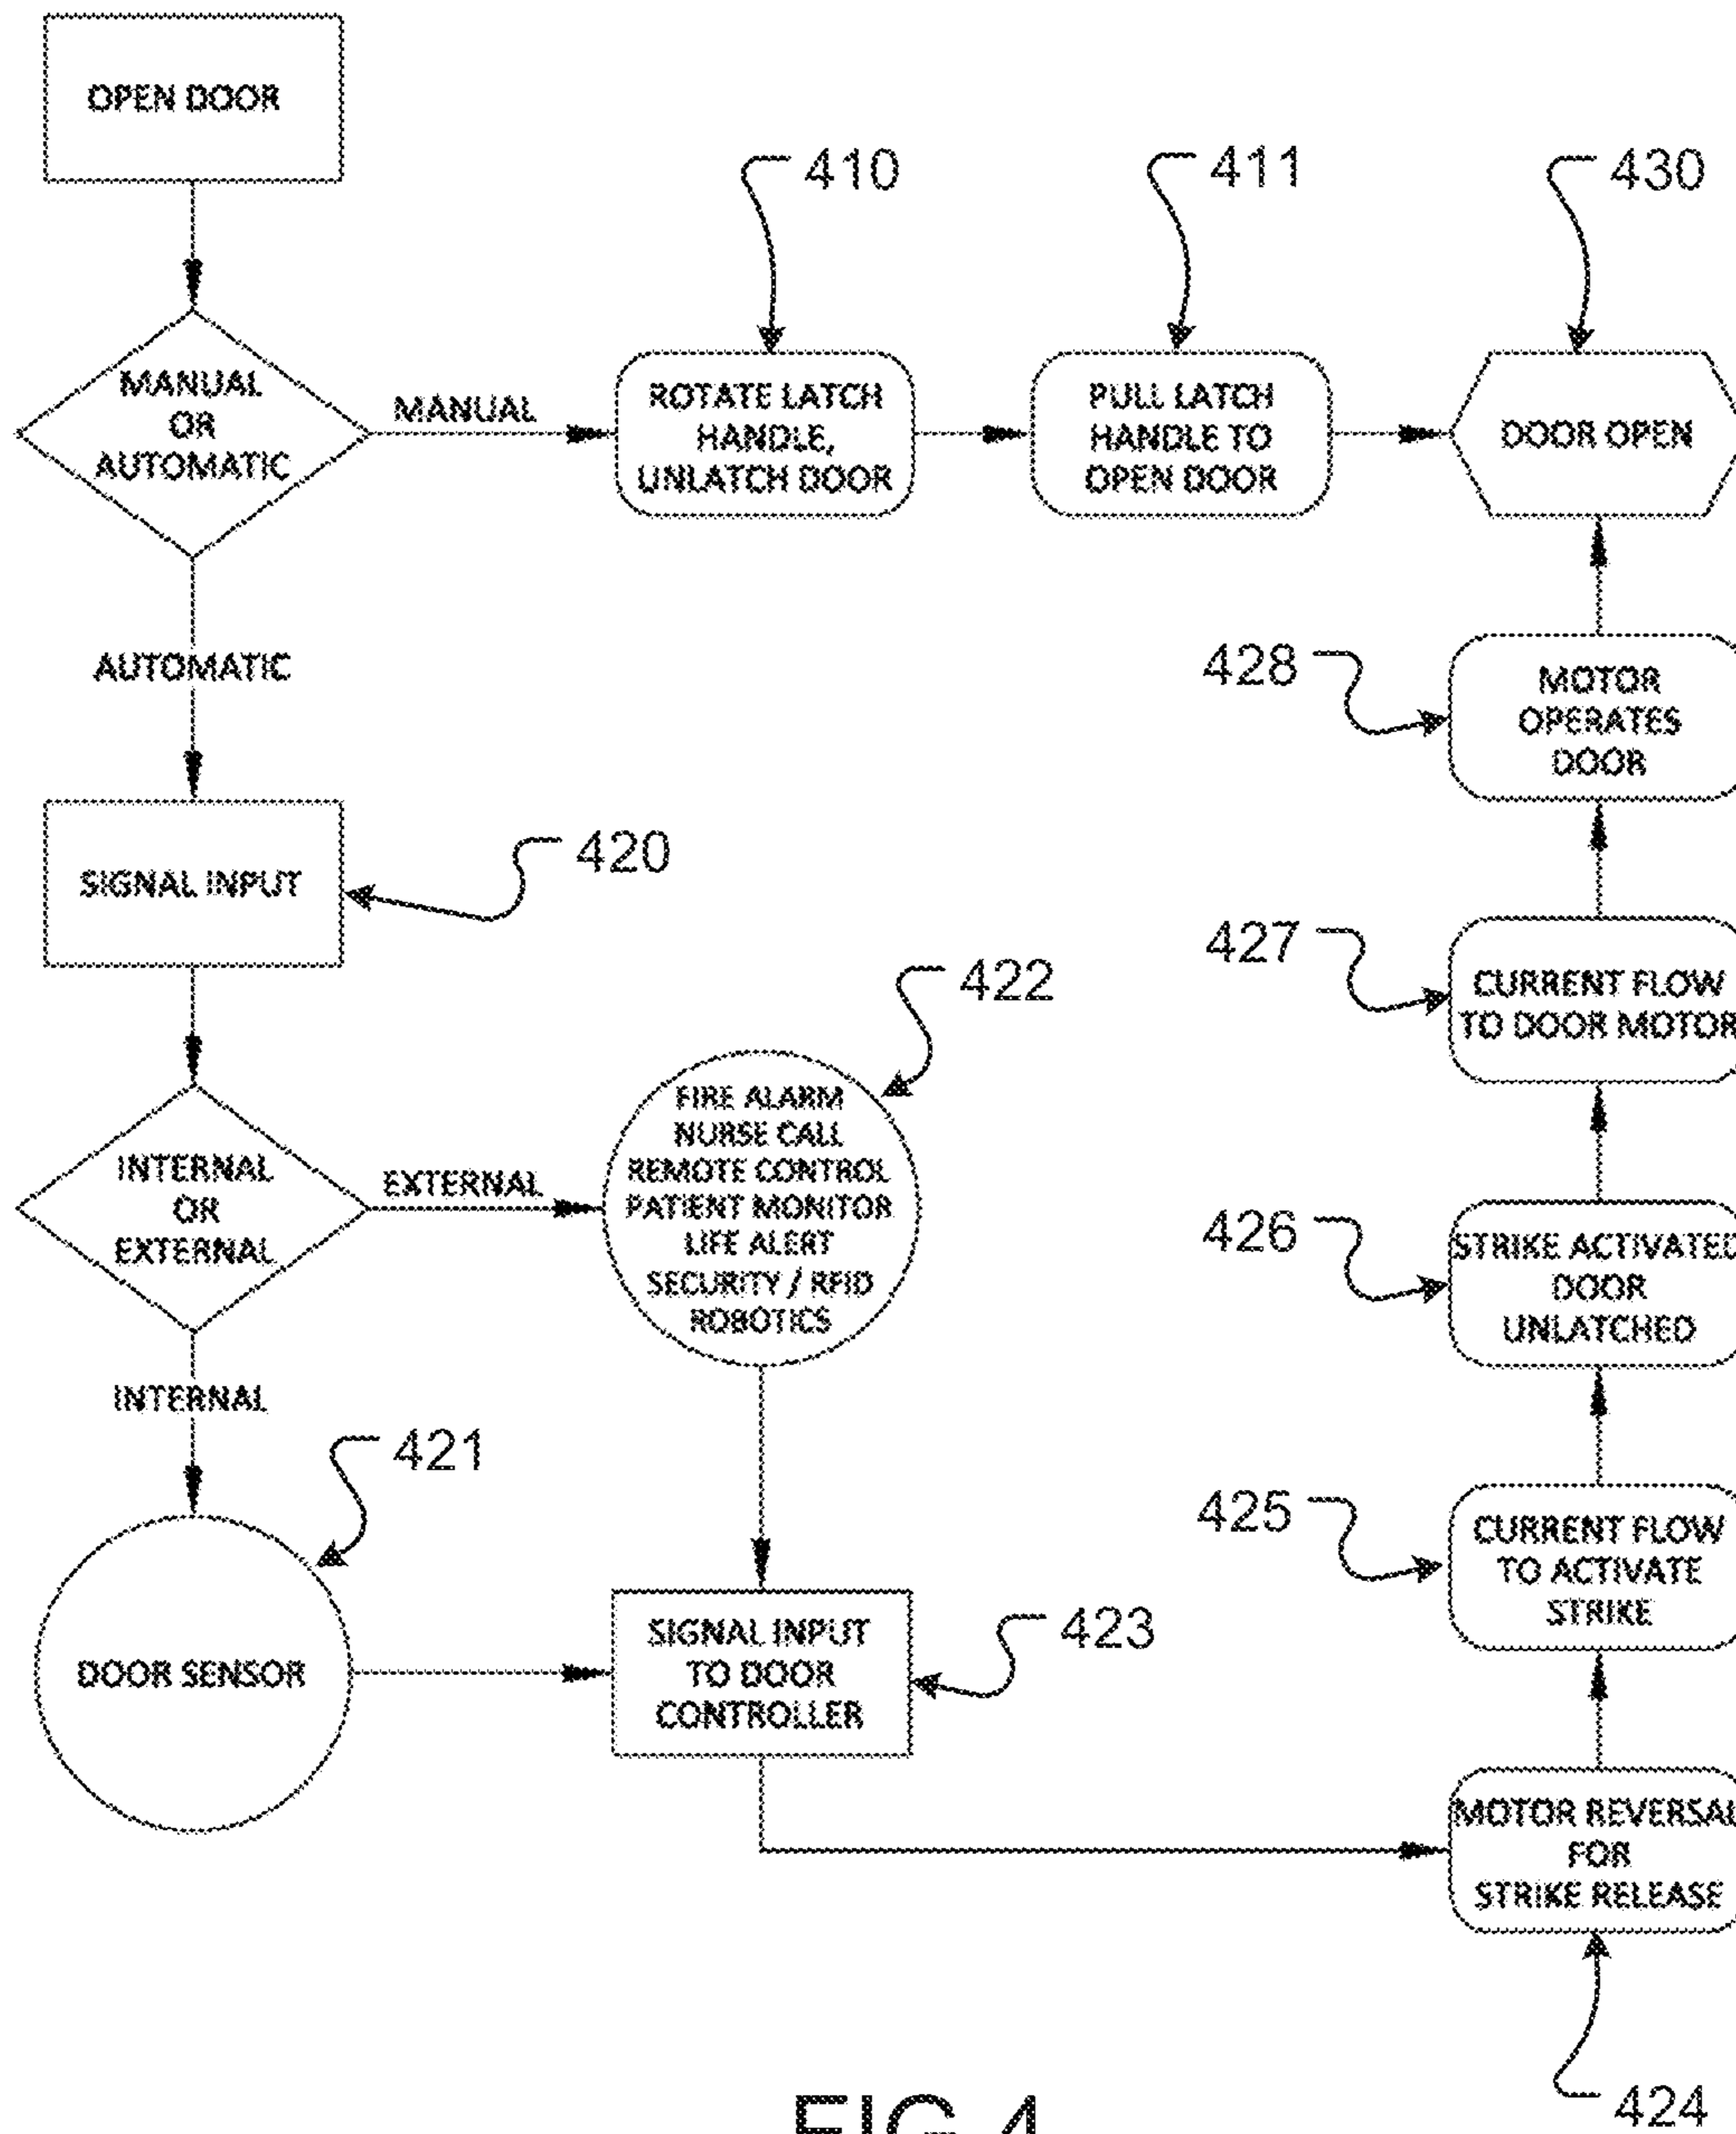 OPEN DOOR
410
411
430
MANUAL
OR
AUTOMATIC
MANUAL
ROTATE LATCH
HANDLE,
UNLATCH DOOR
PULL LATCH
HANDLE TO
OPEN DOOR
DOOR OPEN
AUTOMATIC
428
MOTOR
OPERATES
DOOR
SIGNAL INPUT
420
427
CURRENT FLOW
TO DOOR MOTOR
422
INTERNAL
OR
EXTERNAL
EXTERNAL
FIRE ALARM
NURSE CALL
REMOTE CONTROL
PATIENT MONITOR
LIFE ALERT
SECURITY / RFID
ROBOTICS
426
STRIKE ACTIVATED
DOOR
UNLATCHED
INTERNAL
421
425
CURRENT FLOW
TO ACTIVATE
STRIKE
DOOR SENSOR
SIGNAL INPUT
TO DOOR
CONTROLLER
423
MOTOR REVERSAL
FOR
STRIKE RELEASE
424
FIG 4